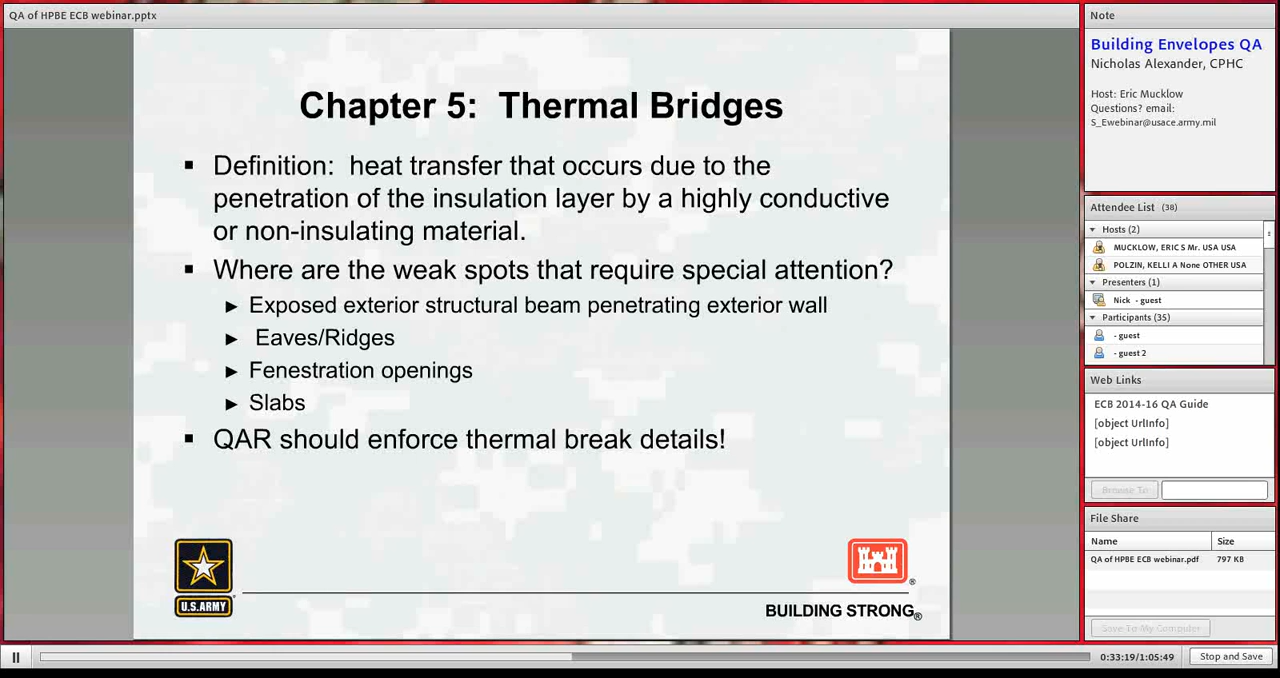 QA of HPBE ECB webinar.pptx
Chapter 5: Thermal Bridges
▪ Definition: heat transfer that occurs due to the
penetration of the insulation layer by a highly conductive
or non-insulating material.
▪ Where are the weak spots that require special attention?
► Exposed exterior structural beam penetrating exterior wall
► Eaves/Ridges
► Fenestration openings
► Slabs
▪ QAR should enforce thermal break details!
U.S.ARMY
®
BUILDING STRONG®
Note
Building Envelopes QA
Nicholas Alexander, CPHC
Host: Eric Mucklow
Questions? email:
S_Ewebinar@usace.army.mil
Attendee List (38)
Hosts (2)
MUCKLOW, ERIC S Mr. USA USA
POLZIN, KELLI A None OTHER USA
Presenters (1)
Nick - guest
Participants (35)
- guest
- guest 2
Web Links
ECB 2014-16 QA Guide
[object UrlInfo]
[object UrlInfo]
Browse To
File Share
Name Size
QA of HPBE ECB webinar.pdf 797 KB
Save To My Computer
0:33:19/1:05:49
Stop and Save